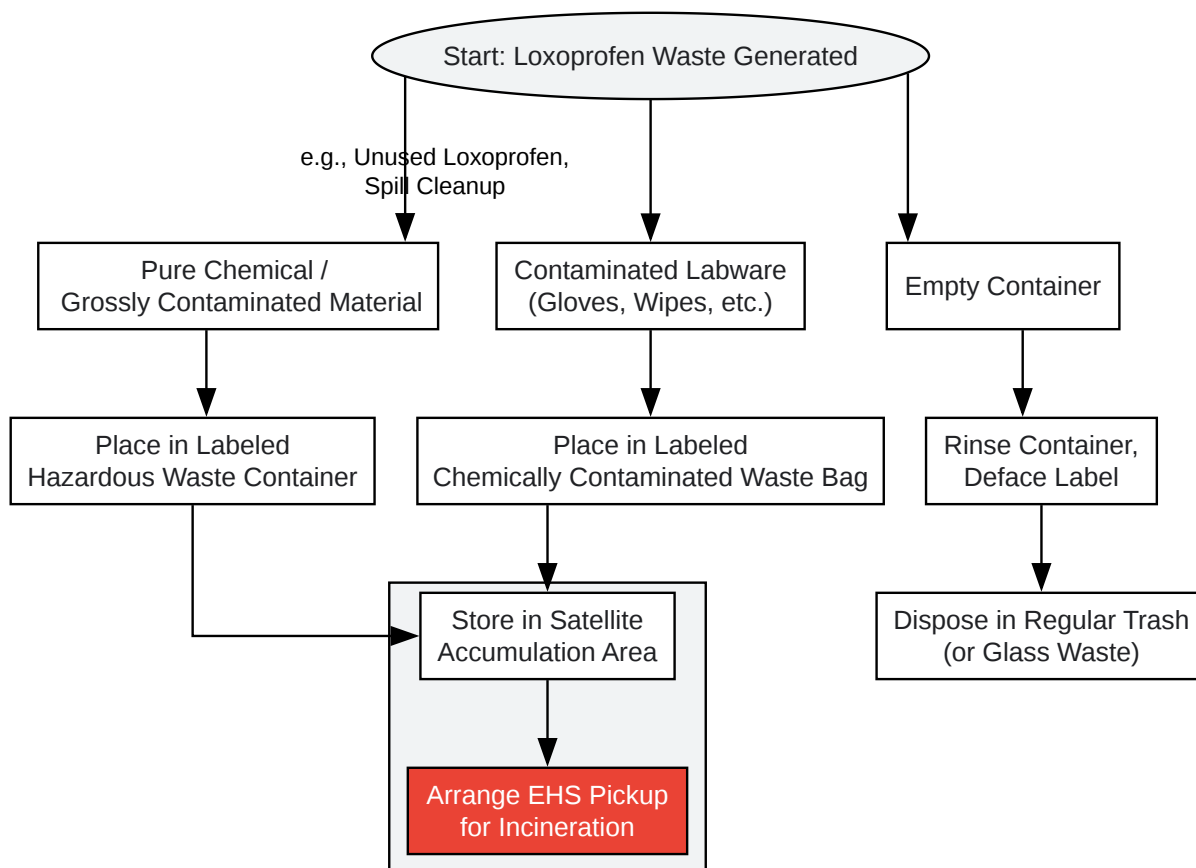 Start: Loxoprofen Waste Generated
e.g., Unused Loxoprofen,
Spill Cleanup
Pure Chemical /
Grossly Contaminated Material
Contaminated Labware
(Gloves, Wipes, etc.)
Empty Container
Place in Labeled
Hazardous Waste Container
Place in Labeled
Chemically Contaminated Waste Bag
Rinse Container,
Deface Label
Store in Satellite
Accumulation Area
Dispose in Regular Trash
(or Glass Waste)
Arrange EHS Pickup
for Incineration